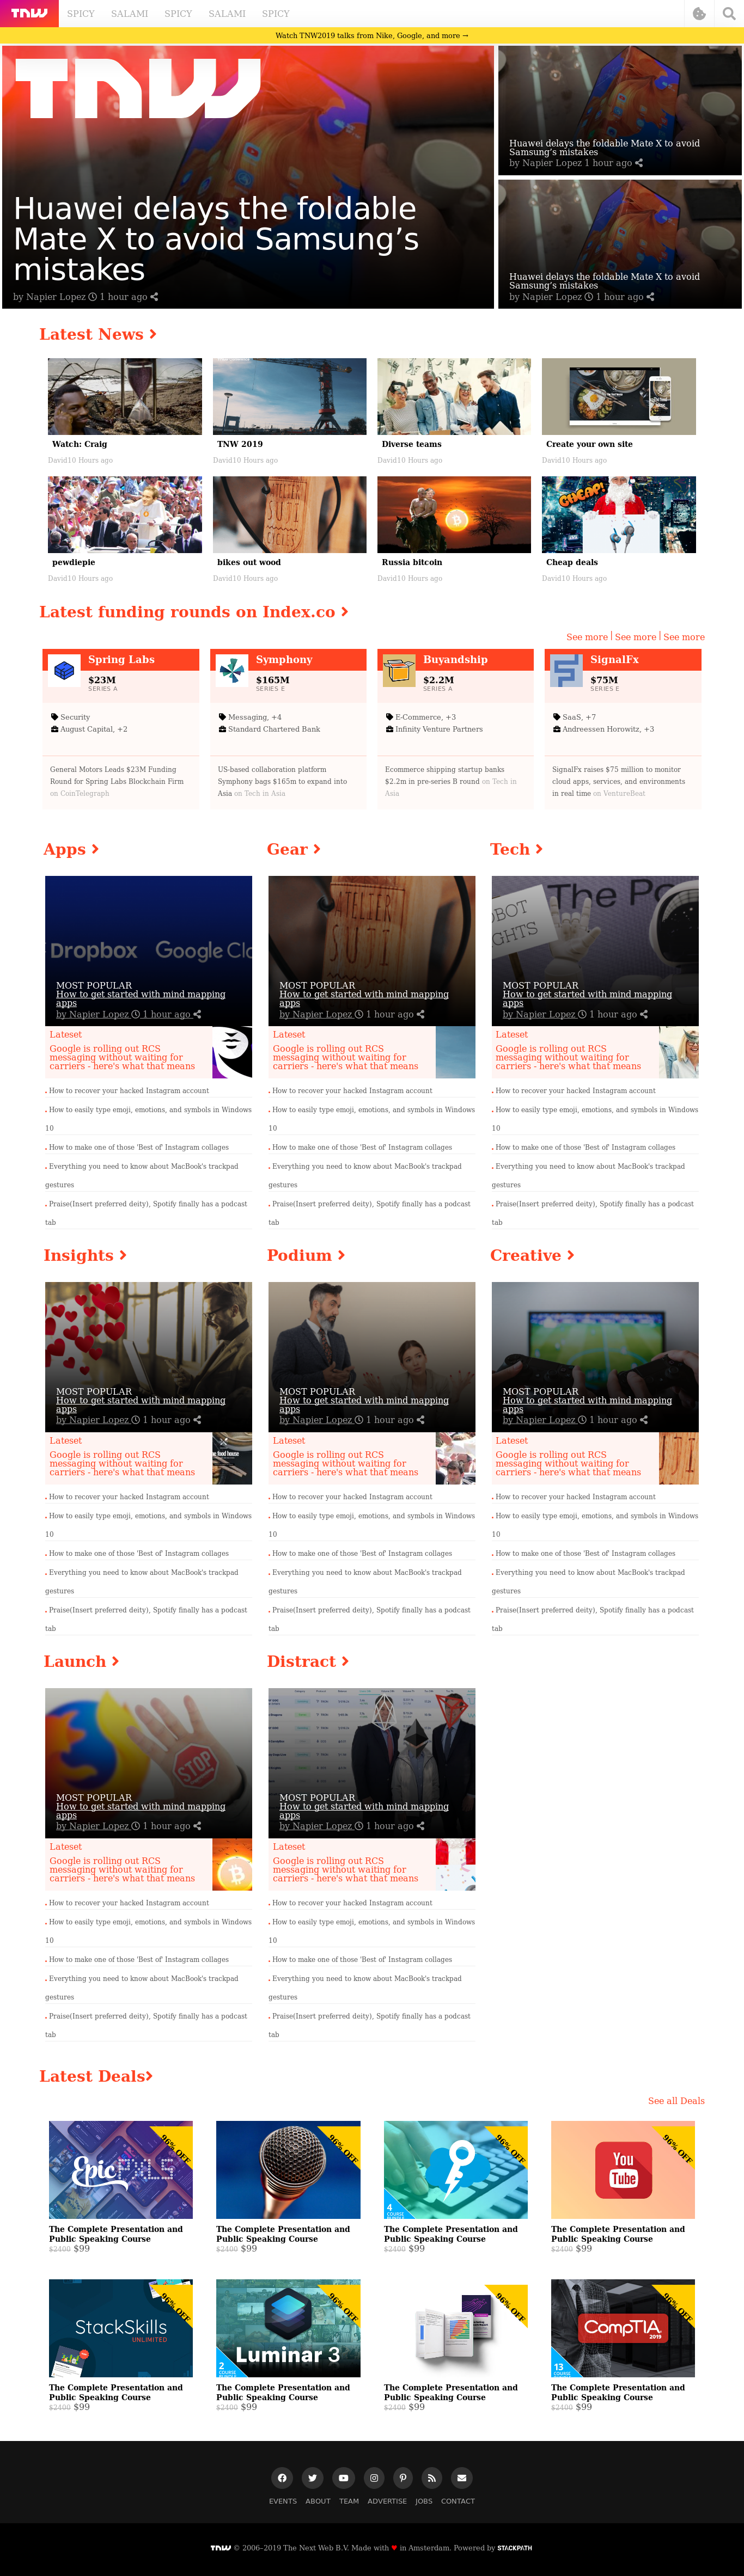 TNW SPICY SALAMI SPICY SALAMI SPICY
Watch TNW2019 talks from Nike, Google, and more →
TNW
Huawei delays the foldable
Mate X to avoid Samsung’s
mistakes
by Napier Lopez 1 hour ago
Huawei delays the foldable Mate X to avoid
Samsung’s mistakes
by Napier Lopez 1 hour ago
Huawei delays the foldable Mate X to avoid
Samsung’s mistakes
by Napier Lopez 1 hour ago
Latest News
Watch: Craig
David10 Hours ago
TNW 2019
David10 Hours ago
Diverse teams
David10 Hours ago
Create your own site
David10 Hours ago
CHEAP!
pewdiepie
David10 Hours ago
bikes out wood
David10 Hours ago
Russia bitcoin
David10 Hours ago
Cheap deals
David10 Hours ago
Latest funding rounds on Index.co
See more | See more | See more
Spring Labs
$23M
SERIES A
Security
August Capital, +2
General Motors Leads $23M Funding
Round for Spring Labs Blockchain Firm
on CoinTelegraph
Symphony
$165M
SERIES E
Messaging, +4
Standard Chartered Bank
US-based collaboration platform
Symphony bags $165m to expand into
Asia on Tech in Asia
Buyandship
$2.2M
SERIES A
E-Commerce, +3
Infinity Venture Partners
Ecommerce shipping startup banks
$2.2m in pre-series B round on Tech in
Asia
SignalFx
$75M
SERIES E
SaaS, +7
Andreessen Horowitz, +3
SignalFx raises $75 million to monitor
cloud apps, services, and environments
in real time on VentureBeat
Apps
Dropbox Google Clo
MOST POPULAR
How to get started with mind mapping
apps
by Napier Lopez 1 hour ago
Lateset
Google is rolling out RCS
messaging without waiting for
carriers - here's what that means
. How to recover your hacked Instagram account
. How to easily type emoji, emotions, and symbols in Windows
10
. How to make one of those 'Best of' Instagram collages
. Everything you need to know about MacBook's trackpad
gestures
. Praise(Insert preferred deity), Spotify finally has a podcast
tab
Gear
MOST POPULAR
How to get started with mind mapping
apps
by Napier Lopez 1 hour ago
Lateset
Google is rolling out RCS
messaging without waiting for
carriers - here's what that means
. How to recover your hacked Instagram account
. How to easily type emoji, emotions, and symbols in Windows
10
. How to make one of those 'Best of' Instagram collages
. Everything you need to know about MacBook's trackpad
gestures
. Praise(Insert preferred deity), Spotify finally has a podcast
tab
Tech
The Po
OBOT
GHTS
MOST POPULAR
How to get started with mind mapping
apps
by Napier Lopez 1 hour ago
Lateset
Google is rolling out RCS
messaging without waiting for
carriers - here's what that means
. How to recover your hacked Instagram account
. How to easily type emoji, emotions, and symbols in Windows
10
. How to make one of those 'Best of' Instagram collages
. Everything you need to know about MacBook's trackpad
gestures
. Praise(Insert preferred deity), Spotify finally has a podcast
tab
Insights
MOST POPULAR
How to get started with mind mapping
apps
by Napier Lopez 1 hour ago
Lateset
Google is rolling out RCS
messaging without waiting for
carriers - here's what that means
food house
. How to recover your hacked Instagram account
. How to easily type emoji, emotions, and symbols in Windows
10
. How to make one of those 'Best of' Instagram collages
. Everything you need to know about MacBook's trackpad
gestures
. Praise(Insert preferred deity), Spotify finally has a podcast
tab
Podium
MOST POPULAR
How to get started with mind mapping
apps
by Napier Lopez 1 hour ago
Lateset
Google is rolling out RCS
messaging without waiting for
carriers - here's what that means
. How to recover your hacked Instagram account
. How to easily type emoji, emotions, and symbols in Windows
10
. How to make one of those 'Best of' Instagram collages
. Everything you need to know about MacBook's trackpad
gestures
. Praise(Insert preferred deity), Spotify finally has a podcast
tab
Creative
MOST POPULAR
How to get started with mind mapping
apps
by Napier Lopez 1 hour ago
Lateset
Google is rolling out RCS
messaging without waiting for
carriers - here's what that means
. How to recover your hacked Instagram account
. How to easily type emoji, emotions, and symbols in Windows
10
. How to make one of those 'Best of' Instagram collages
. Everything you need to know about MacBook's trackpad
gestures
. Praise(Insert preferred deity), Spotify finally has a podcast
tab
Launch
STOP
MOST POPULAR
How to get started with mind mapping
apps
by Napier Lopez 1 hour ago
Lateset
Google is rolling out RCS
messaging without waiting for
carriers - here's what that means
. How to recover your hacked Instagram account
. How to easily type emoji, emotions, and symbols in Windows
10
. How to make one of those 'Best of' Instagram collages
. Everything you need to know about MacBook's trackpad
gestures
. Praise(Insert preferred deity), Spotify finally has a podcast
tab
Distract
MOST POPULAR
How to get started with mind mapping
apps
by Napier Lopez 1 hour ago
Lateset
Google is rolling out RCS
messaging without waiting for
carriers - here's what that means
. How to recover your hacked Instagram account
. How to easily type emoji, emotions, and symbols in Windows
10
. How to make one of those 'Best of' Instagram collages
. Everything you need to know about MacBook's trackpad
gestures
. Praise(Insert preferred deity), Spotify finally has a podcast
tab
Latest Deals
See all Deals
Epic PXLS
96% OFF
The Complete Presentation and
Public Speaking Course
$2400 $99
96% OFF
The Complete Presentation and
Public Speaking Course
$2400 $99
96% OFF
4
COURSE
The Complete Presentation and
Public Speaking Course
$2400 $99
You
Tube
96% OFF
The Complete Presentation and
Public Speaking Course
$2400 $99
StackSkills
UNLIMITED
96% OFF
The Complete Presentation and
Public Speaking Course
$2400 $99
Luminar 3
96% OFF
2
COURSE
The Complete Presentation and
Public Speaking Course
$2400 $99
96% OFF
The Complete Presentation and
Public Speaking Course
$2400 $99
CompTIA
2019
96% OFF
13
COURSE
The Complete Presentation and
Public Speaking Course
$2400 $99
EVENTS ABOUT TEAM ADVERTISE JOBS CONTACT
TNW © 2006–2019 The Next Web B.V. Made with ♥ in Amsterdam. Powered by STACKPATH